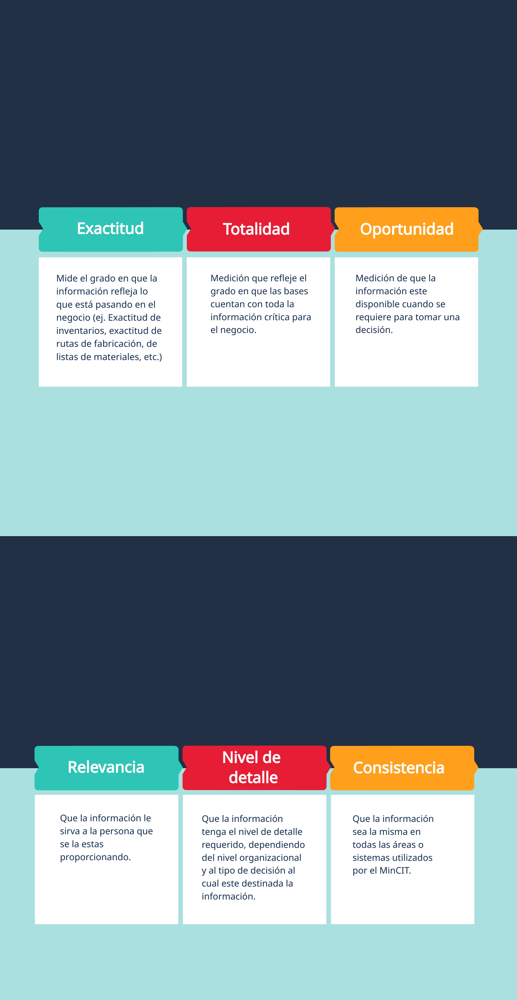 Exactitud
Mide el grado en que la
información refleja lo
que está pasando en el
negocio (ej. Exactitud de
inventarios, exactitud de
rutas de fabricación, de
listas de materiales, etc.)
Totalidad
Medición que refleje el
grado en que las bases
cuentan con toda la
información crítica para
el negocio.
Oportunidad
Medición de que la
información este
disponible cuando se
requiere para tomar una
decisión.
Relevancia
Que la información le
sirva a la persona que
se la estas
proporcionando.
Nivel de
detalle
Que la información
tenga el nivel de detalle
requerido, dependiendo
del nivel organizacional
y al tipo de decisión al
cual este destinada la
información.
Consistencia
Que la información
sea la misma en
todas las áreas o
sistemas utilizados
por el MinCIT.